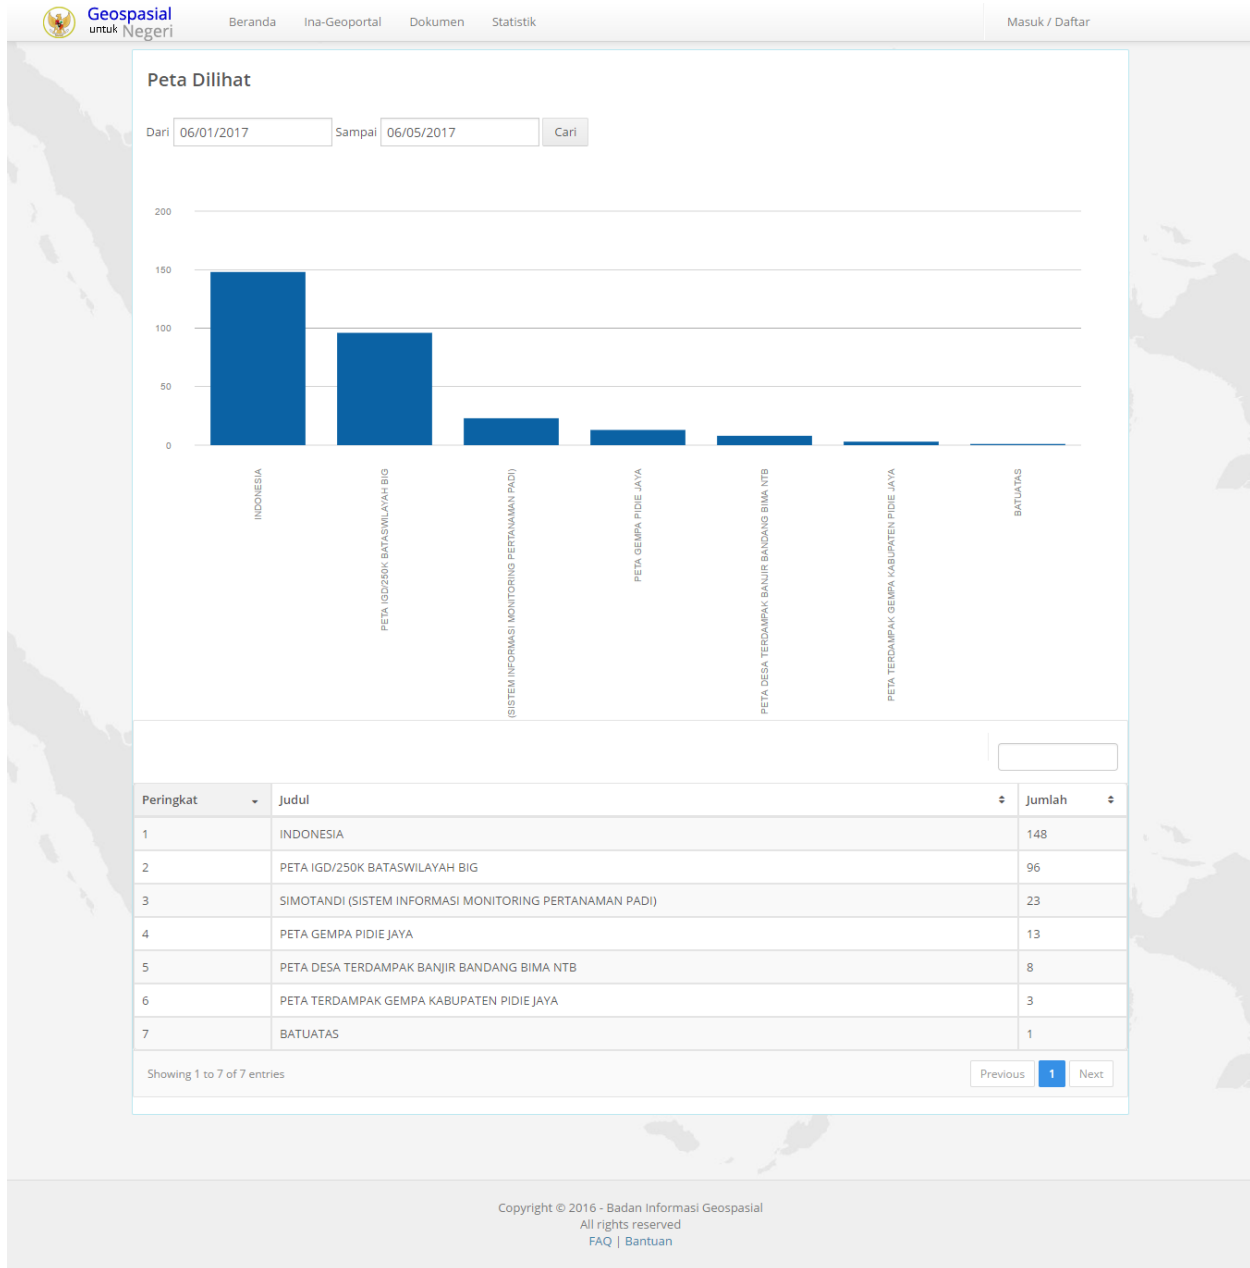 Geospasial
untuk Negeri
Beranda Ina-Geoportal Dokumen Statistik Masuk / Daftar
Peta Dilihat
Dari 06/01/2017 Sampai 06/05/2017 Cari
200
150
100
50
0
INDONESIA
PETA IGD/250K BATASWILAYAH BIG
(SISTEM INFORMASI MONITORING PERTANAMAN PADI)
PETA GEMPA PIDIE JAYA
PETA DESA TERDAMPAK BANJIR BANDANG BIMA NTB
PETA TERDAMPAK GEMPA KABUPATEN PIDIE JAYA
BATUATAS
Peringkat Judul Jumlah
1 INDONESIA 148
2 PETA IGD/250K BATASWILAYAH BIG 96
3 SIMOTANDI (SISTEM INFORMASI MONITORING PERTANAMAN PADI) 23
4 PETA GEMPA PIDIE JAYA 13
5 PETA DESA TERDAMPAK BANJIR BANDANG BIMA NTB 8
6 PETA TERDAMPAK GEMPA KABUPATEN PIDIE JAYA 3
7 BATUATAS 1
Showing 1 to 7 of 7 entries Previous 1 Next
Copyright © 2016 - Badan Informasi Geospasial
All rights reserved
FAQ | Bantuan